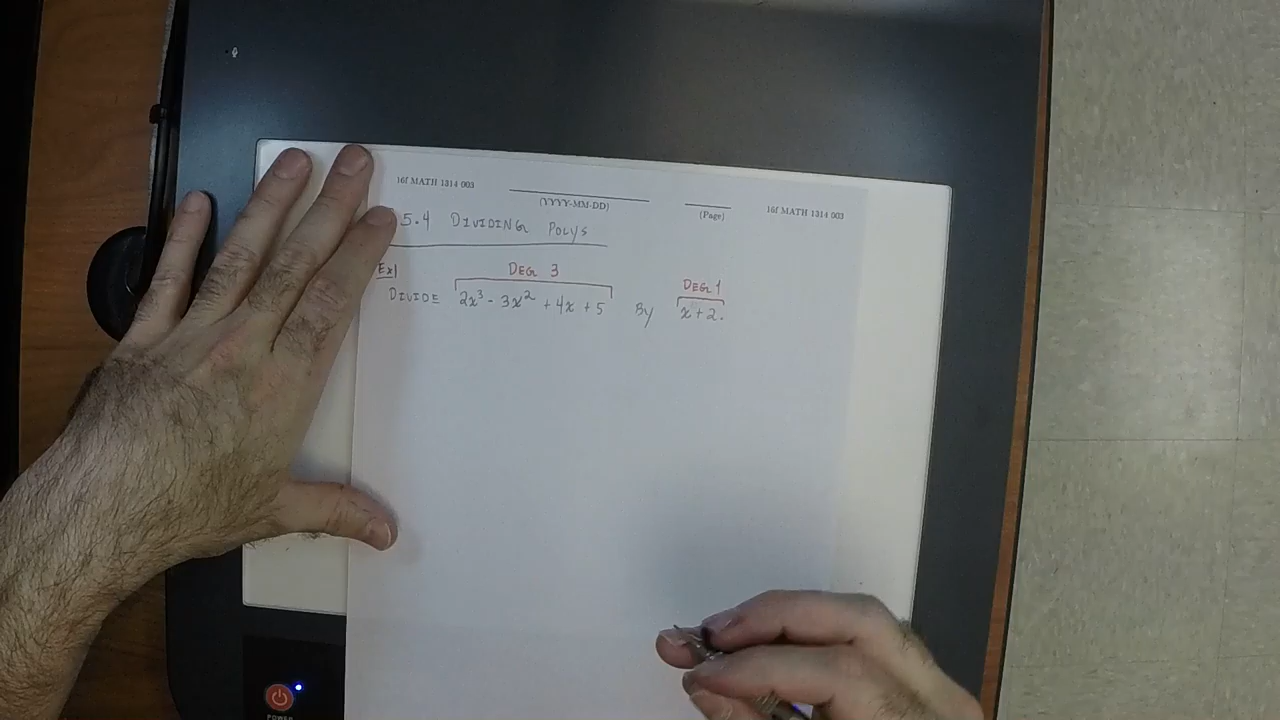 16f MATH 1314 003 (YYYY-MM-DD) (Page) 16f MATH 1314 003
5.4 DIVIDING POLYS
Ex1 DEG 3 DEG 1
DIVIDE 2x³ - 3x² + 4x + 5 BY x + 2.
POWER